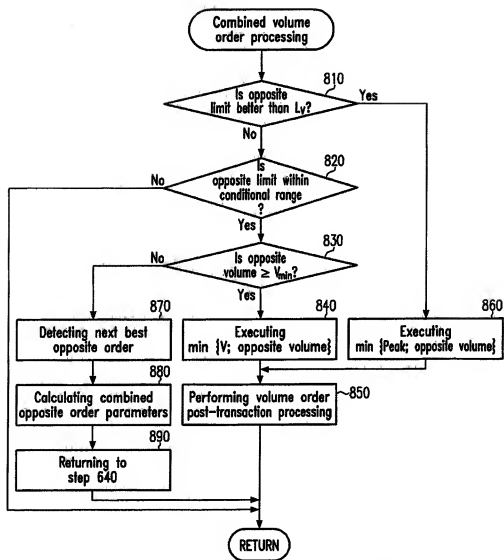 Combined volume
order processing
810
Is opposite
limit better than Lv?
Yes
No
820
Is
opposite limit within
conditional range
?
No
Yes
830
Is opposite
volume ≥ Vmin?
No
Yes
870
Detecting next best
opposite order
840
Executing
min {V; opposite volume}
860
Executing
min {Peak; opposite volume}
880
Calculating combined
opposite order parameters
850
Performing volume order
post-transaction processing
890
Returning to
step 640
RETURN